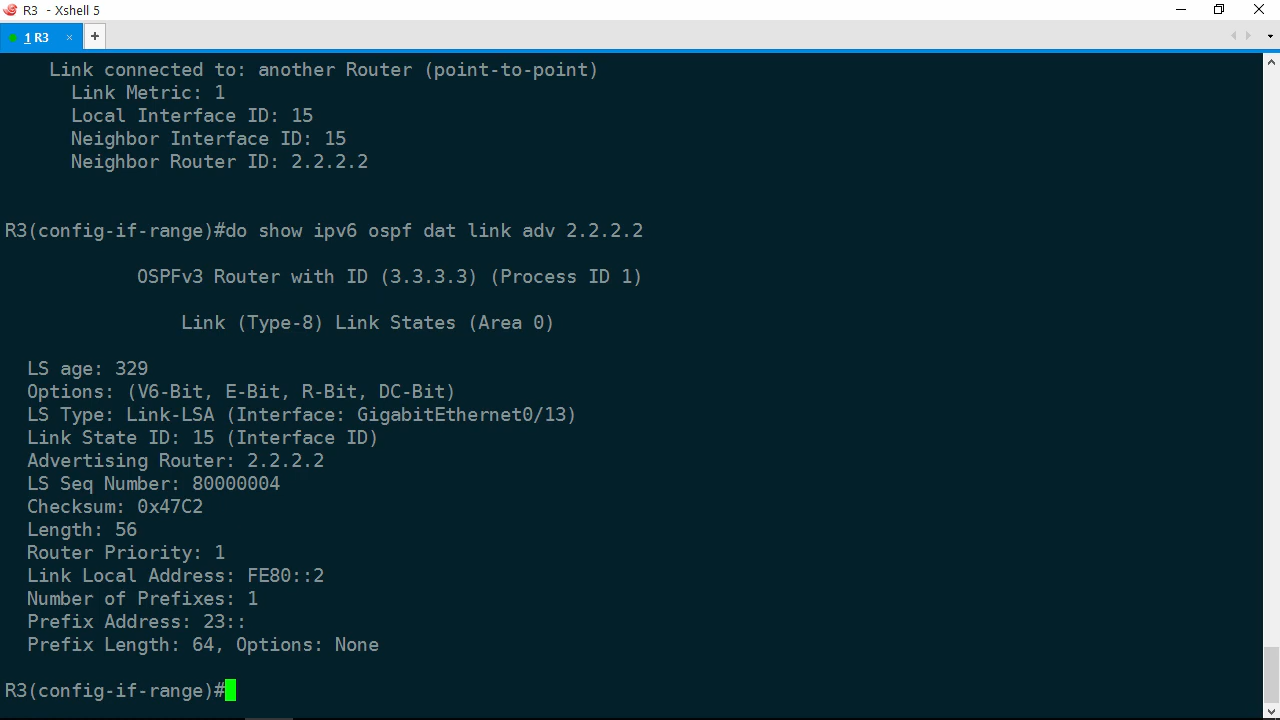 R3 - Xshell 5
1 R3 × +
Link connected to: another Router (point-to-point)
Link Metric: 1
Local Interface ID: 15
Neighbor Interface ID: 15
Neighbor Router ID: 2.2.2.2
R3(config-if-range)#do show ipv6 ospf dat link adv 2.2.2.2
OSPFv3 Router with ID (3.3.3.3) (Process ID 1)
Link (Type-8) Link States (Area 0)
LS age: 329
Options: (V6-Bit, E-Bit, R-Bit, DC-Bit)
LS Type: Link-LSA (Interface: GigabitEthernet0/13)
Link State ID: 15 (Interface ID)
Advertising Router: 2.2.2.2
LS Seq Number: 80000004
Checksum: 0x47C2
Length: 56
Router Priority: 1
Link Local Address: FE80::2
Number of Prefixes: 1
Prefix Address: 23::
Prefix Length: 64, Options: None
R3(config-if-range)#